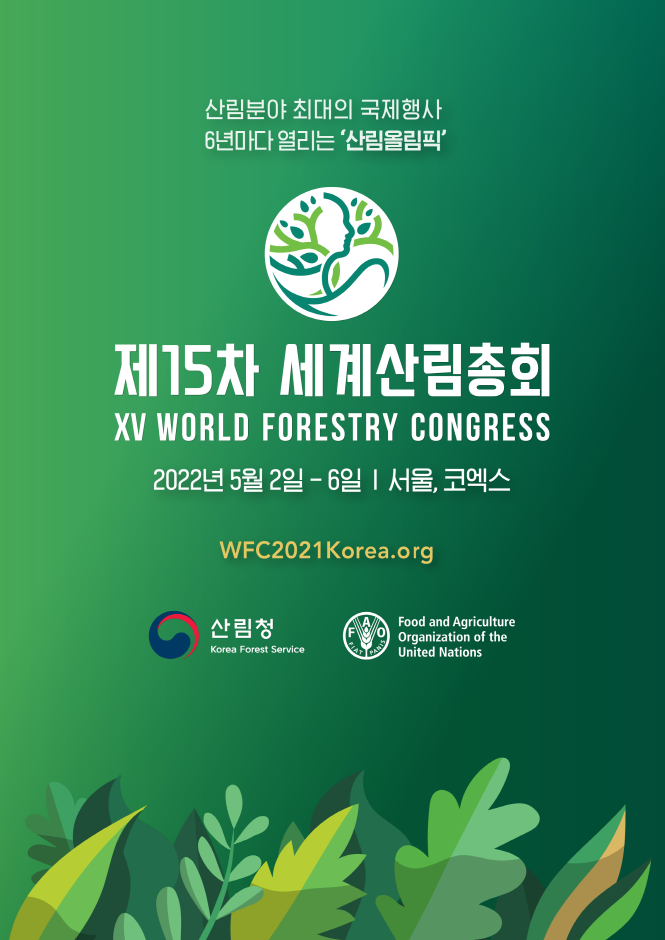 산림분야 최대의 국제행사
6년마다 열리는 ‘산림올림픽’
제15차 세계산림총회
XV WORLD FORESTRY CONGRESS
2022년 5월 2일 – 6일 | 서울, 코엑스
WFC2021Korea.org
산림청
Korea Forest Service
F A O
FIAT PANIS
Food and Agriculture
Organization of the
United Nations